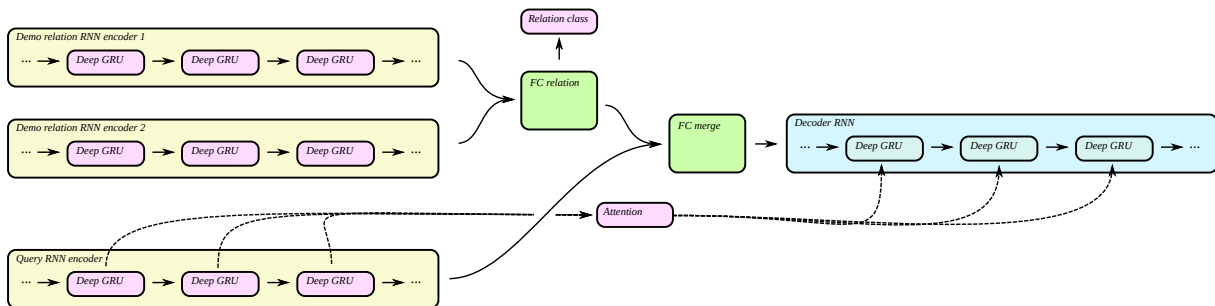 Relation class
Demo relation RNN encoder 1
... Deep GRU Deep GRU Deep GRU ...
FC relation
Demo relation RNN encoder 2
... Deep GRU Deep GRU Deep GRU ...
FC merge
Decoder RNN
... Deep GRU Deep GRU Deep GRU ...
Attention
Query RNN encoder
... Deep GRU Deep GRU Deep GRU ...